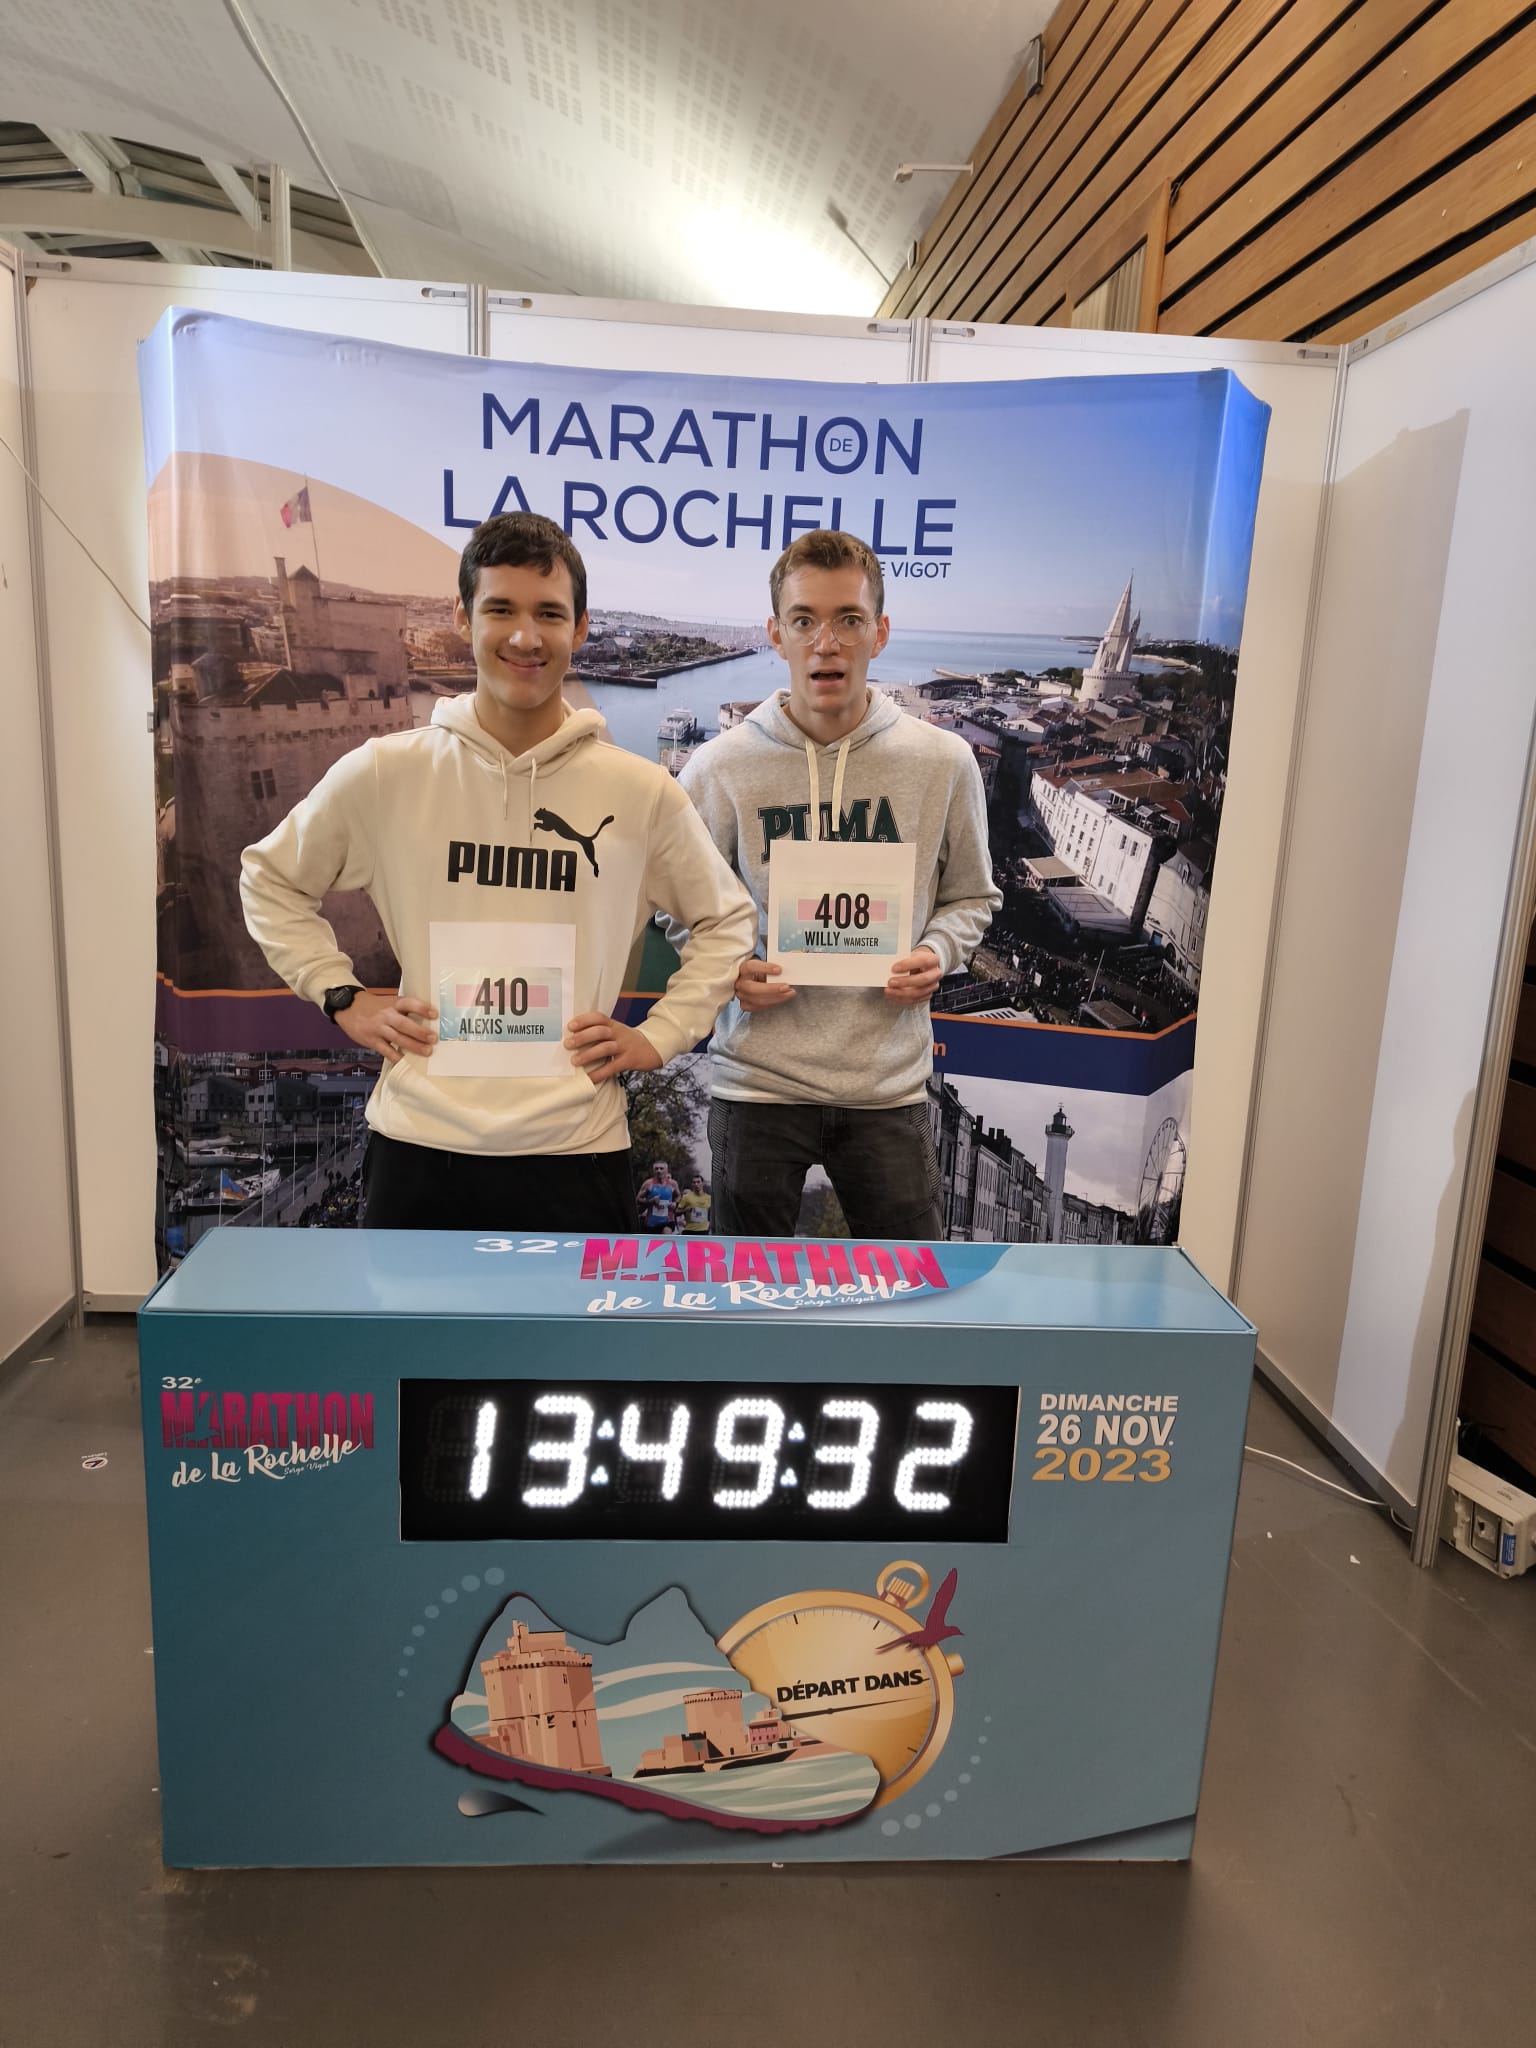 MARATHON
DE
LA ROCHELLE
E VIGOT
PUMA
PUMA
408
WILLY WAMSTER
410
ALEXIS WAMSTER
m
32e MARATHON
de La Rochelle
Serge Vigot
32e
MARATHON
de La Rochelle
Serge Vigot
13:49:32
DIMANCHE
26 NOV.
2023
DÉPART DANS